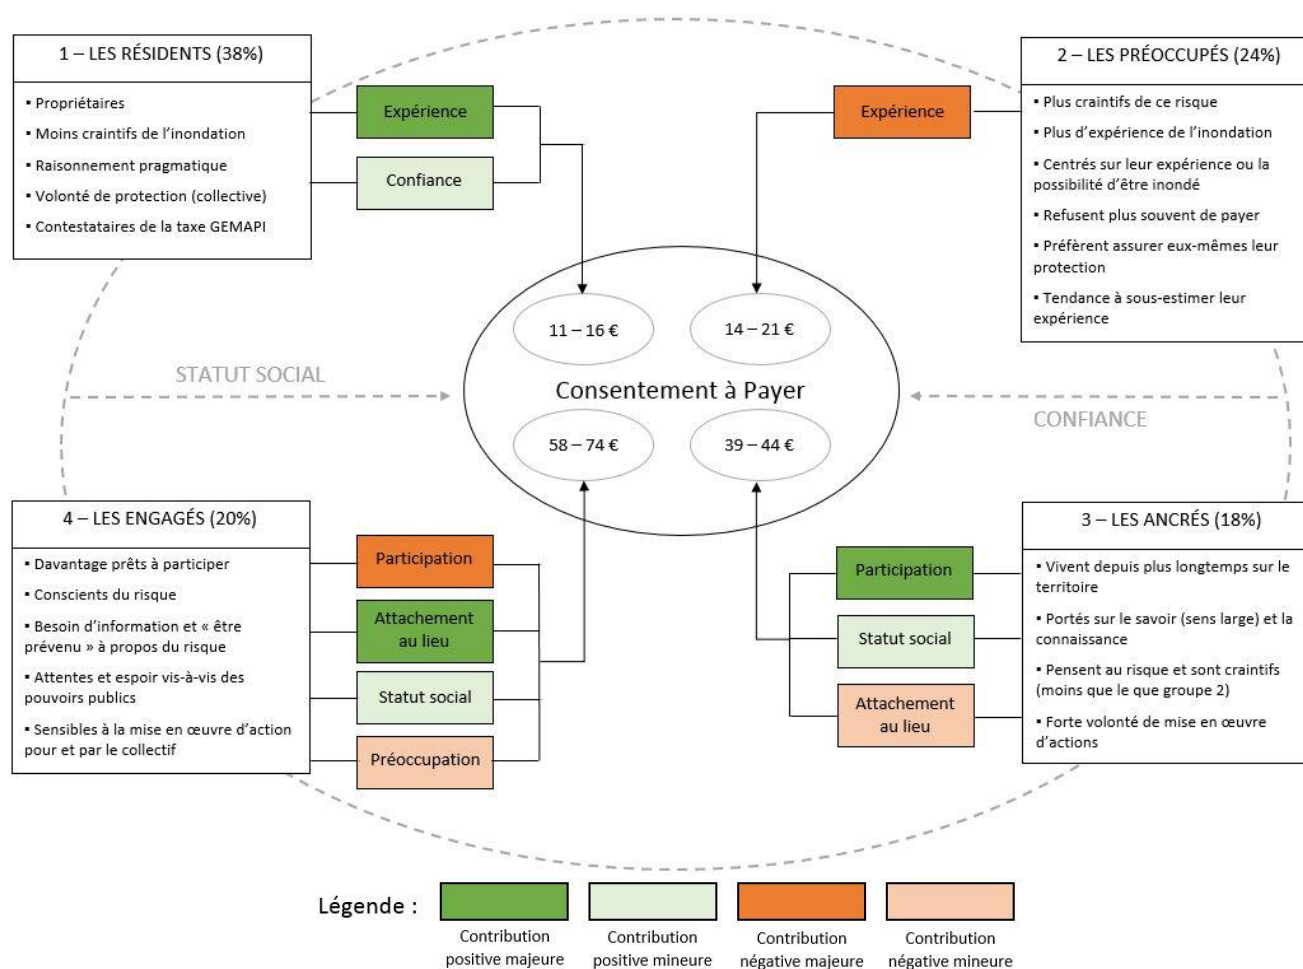 1 – LES RÉSIDENTS (38%)
▪ Propriétaires
▪ Moins craintifs de l'inondation
▪ Raisonnement pragmatique
▪ Volonté de protection (collective)
▪ Contestataires de la taxe GEMAPI
Expérience
Confiance
2 – LES PRÉOCCUPÉS (24%)
▪ Plus craintifs de ce risque
▪ Plus d'expérience de l'inondation
▪ Centrés sur leur expérience ou la
possibilité d'être inondé
▪ Refusent plus souvent de payer
▪ Préfèrent assurer eux-mêmes leur
protection
▪ Tendance à sous-estimer leur
expérience
Expérience
11 – 16 €
14 – 21 €
Consentement à Payer
58 – 74 €
39 – 44 €
STATUT SOCIAL
CONFIANCE
4 – LES ENGAGÉS (20%)
▪ Davantage prêts à participer
▪ Conscients du risque
▪ Besoin d'information et « être
prévenu » à propos du risque
▪ Attentes et espoir vis-à-vis des
pouvoirs publics
▪ Sensibles à la mise en œuvre d'action
pour et par le collectif
Participation
Attachement
au lieu
Statut social
Préoccupation
3 – LES ANCRÉS (18%)
▪ Vivent depuis plus longtemps sur le
territoire
▪ Portés sur le savoir (sens large) et la
connaissance
▪ Pensent au risque et sont craintifs
(moins que le que groupe 2)
▪ Forte volonté de mise en œuvre
d'actions
Participation
Statut social
Attachement
au lieu
Légende :
Contribution
positive majeure
Contribution
positive mineure
Contribution
négative majeure
Contribution
négative mineure